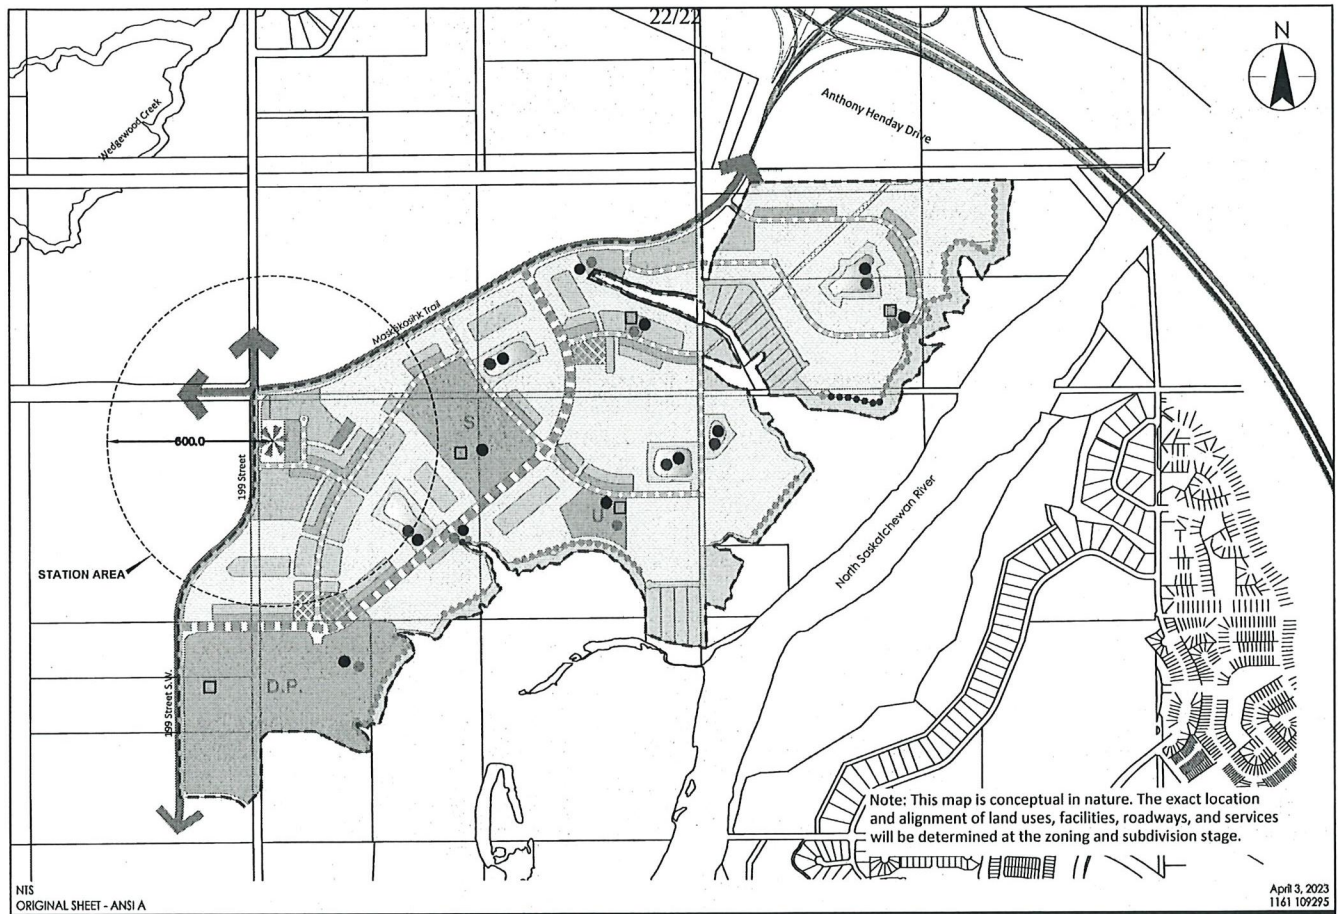 22/22
N
Wedgewood Creek
Anthony Henday Drive
Maskekosihk Trail
600.0
199 Street
S
U
STATION AREA
North Saskatchewan River
199 Street S.W.
D.P.
Note: This map is conceptual in nature. The exact location
and alignment of land uses, facilities, roadways, and services
will be determined at the zoning and subdivision stage.
NTS
ORIGINAL SHEET - ANSI A
April 3, 2023
1161 109295